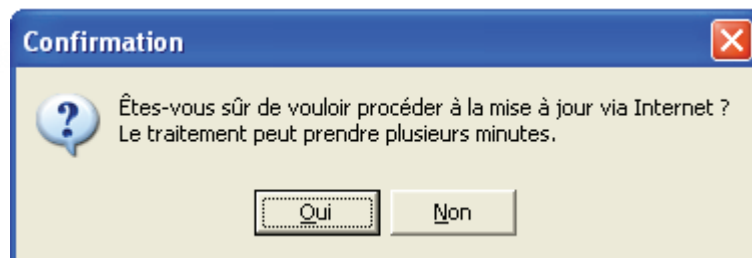 Confirmation
Êtes-vous sûr de vouloir procéder à la mise à jour via Internet ?
Le traitement peut prendre plusieurs minutes.
Oui Non